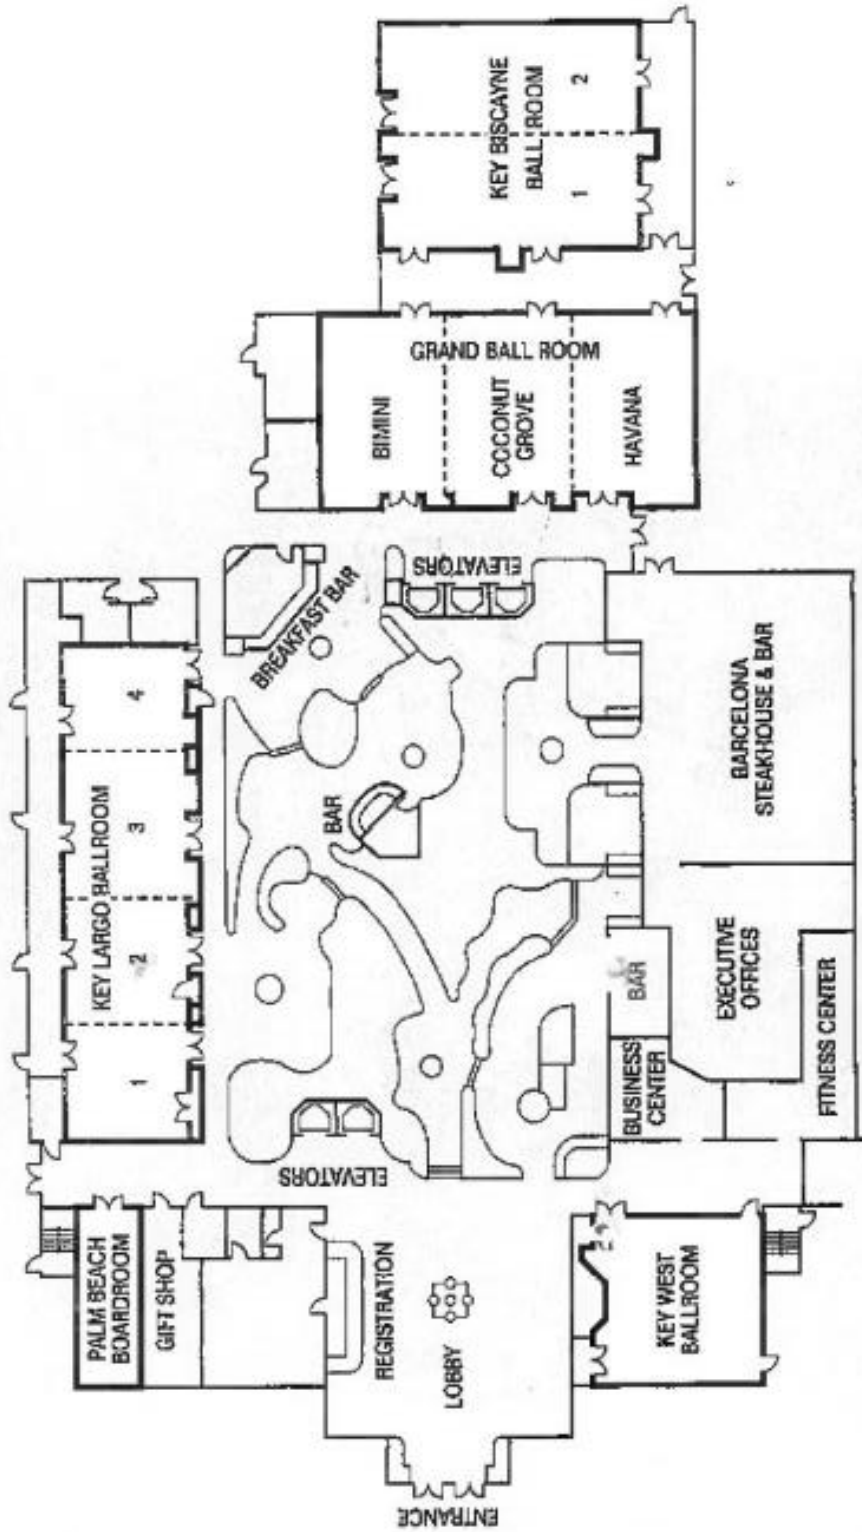 PALM BEACH
BOARDROOM
GIFT SHOP
REGISTRATION
LOBBY
ENTRANCE
KEY WEST
BALLROOM
ELEVATORS
KEY LARGO BALLROOM
1
2
3
4
BAR
BREAKFAST BAR
ELEVATORS
BUSINESS
CENTER
BAR
EXECUTIVE
OFFICES
FITNESS CENTER
BARCELONA
STEAKHOUSE & BAR
GRAND BALL ROOM
BIMINI
COCONUT
GROVE
HAVANA
KEY BISCAYNE
BALL ROOM
1
2